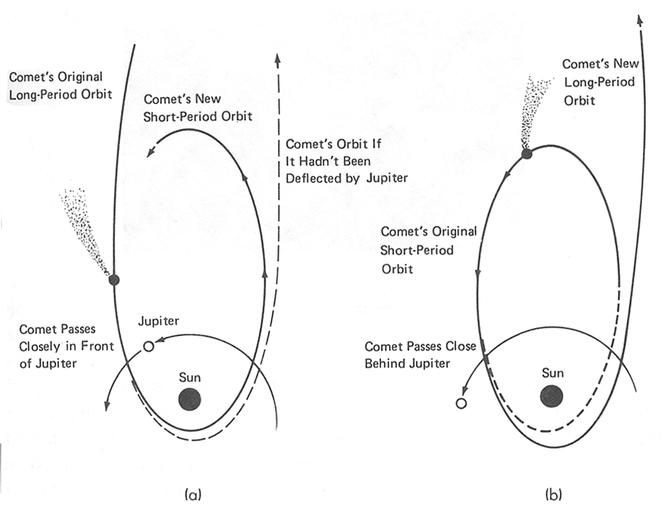 Comet's Original
Long-Period Orbit
Comet's New
Short-Period Orbit
Comet's Orbit If
It Hadn't Been
Deflected by Jupiter
Comet Passes
Closely in Front
of Jupiter
Jupiter
Sun
(a)
Comet's New
Long-Period
Orbit
Comet's Original
Short-Period
Orbit
Comet Passes Close
Behind Jupiter
Sun
(b)